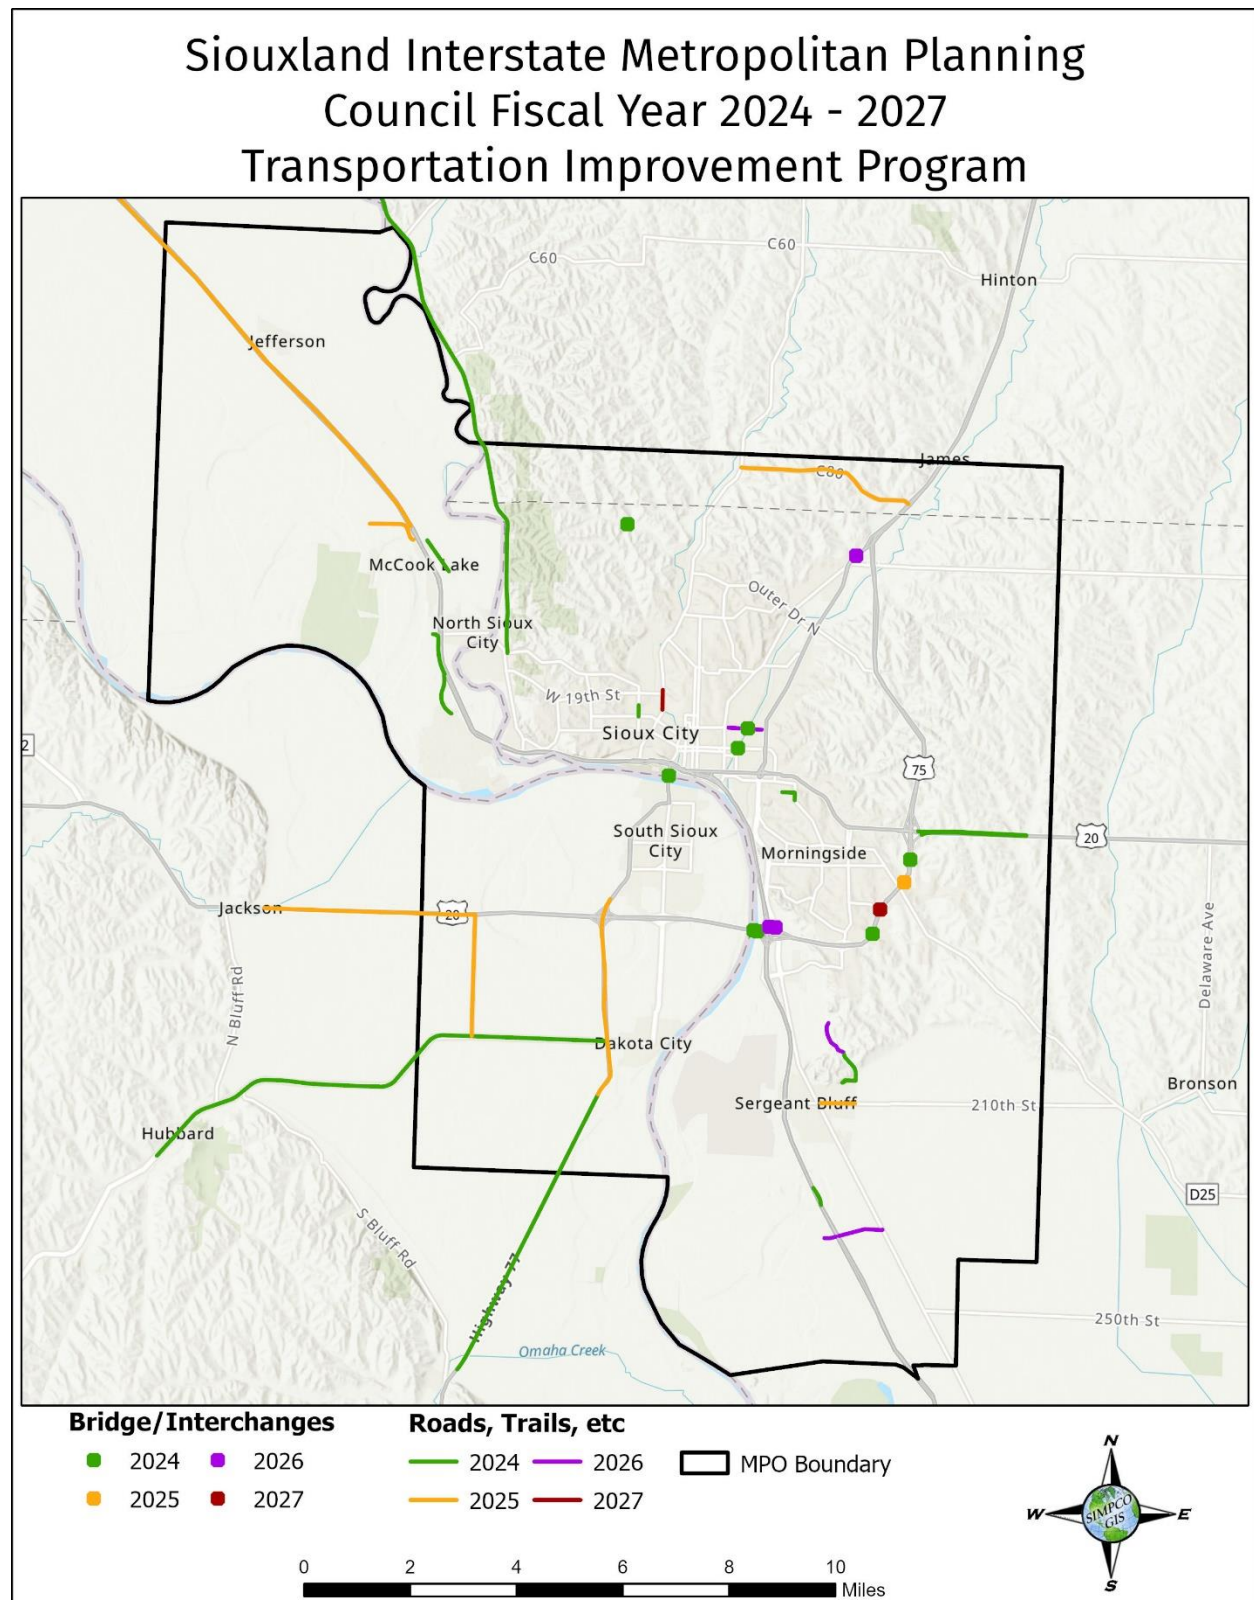 Siouxland Interstate Metropolitan Planning
Council Fiscal Year 2024 - 2027
Transportation Improvement Program
C60
C60
Hinton
Jefferson
James
C80
McCook Lake
Outer Dr N
North Sioux
City
W 19th St
Sioux City
2
75
South Sioux
City
Morningside
20
Jackson
20
Delaware Ave
N Bluff Rd
Dakota City
Bronson
Sergeant Bluff
210th St
Hubbard
D25
S Bluff Rd
Highway 77
250th St
Omaha Creek
Bridge/Interchanges
2024
2026
2025
2027
Roads, Trails, etc
2024
2026
2025
2027
MPO Boundary
N
W
E
S
SIMPCO
GIS
0 2 4 6 8 10
Miles